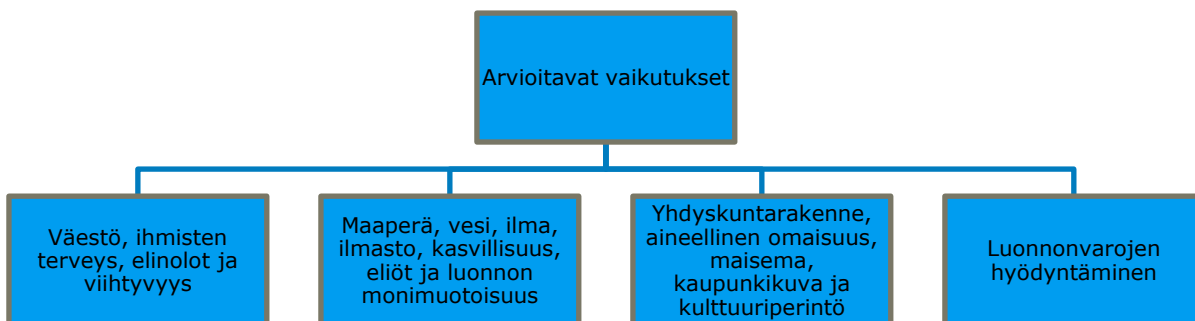 Arvioitavat vaikutukset
Väestö, ihmisten
terveys, elinolot ja
viihtyvyys
Maaperä, vesi, ilma,
ilmasto, kasvillisuus,
eliöt ja luonnon
monimuotoisuus
Yhdyskuntarakenne,
aineellinen omaisuus,
maisema,
kaupunkikuva ja
kulttuuriperintö
Luonnonvarojen
hyödyntäminen